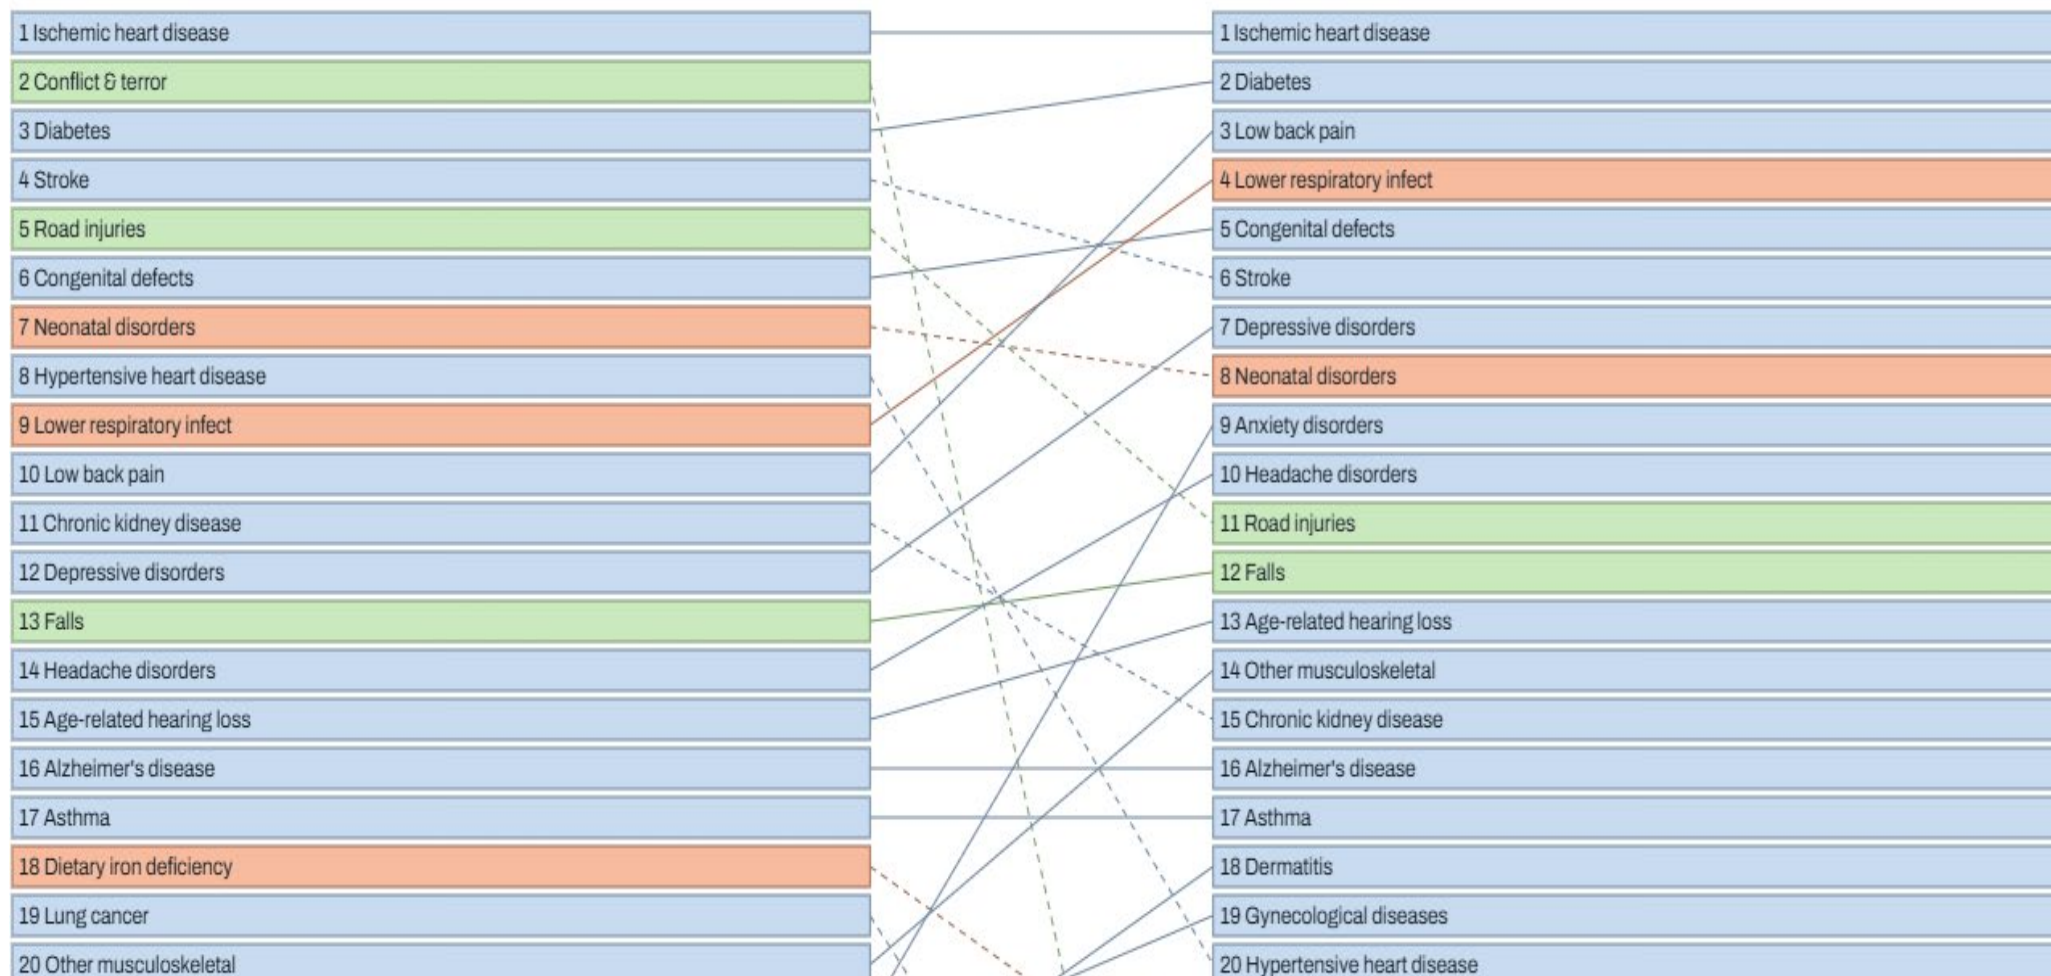 1 Ischemic heart disease
2 Conflict & terror
3 Diabetes
4 Stroke
5 Road injuries
6 Congenital defects
7 Neonatal disorders
8 Hypertensive heart disease
9 Lower respiratory infect
10 Low back pain
11 Chronic kidney disease
12 Depressive disorders
13 Falls
14 Headache disorders
15 Age-related hearing loss
16 Alzheimer's disease
17 Asthma
18 Dietary iron deficiency
19 Lung cancer
20 Other musculoskeletal
1 Ischemic heart disease
2 Diabetes
3 Low back pain
4 Lower respiratory infect
5 Congenital defects
6 Stroke
7 Depressive disorders
8 Neonatal disorders
9 Anxiety disorders
10 Headache disorders
11 Road injuries
12 Falls
13 Age-related hearing loss
14 Other musculoskeletal
15 Chronic kidney disease
16 Alzheimer's disease
17 Asthma
18 Dermatitis
19 Gynecological diseases
20 Hypertensive heart disease